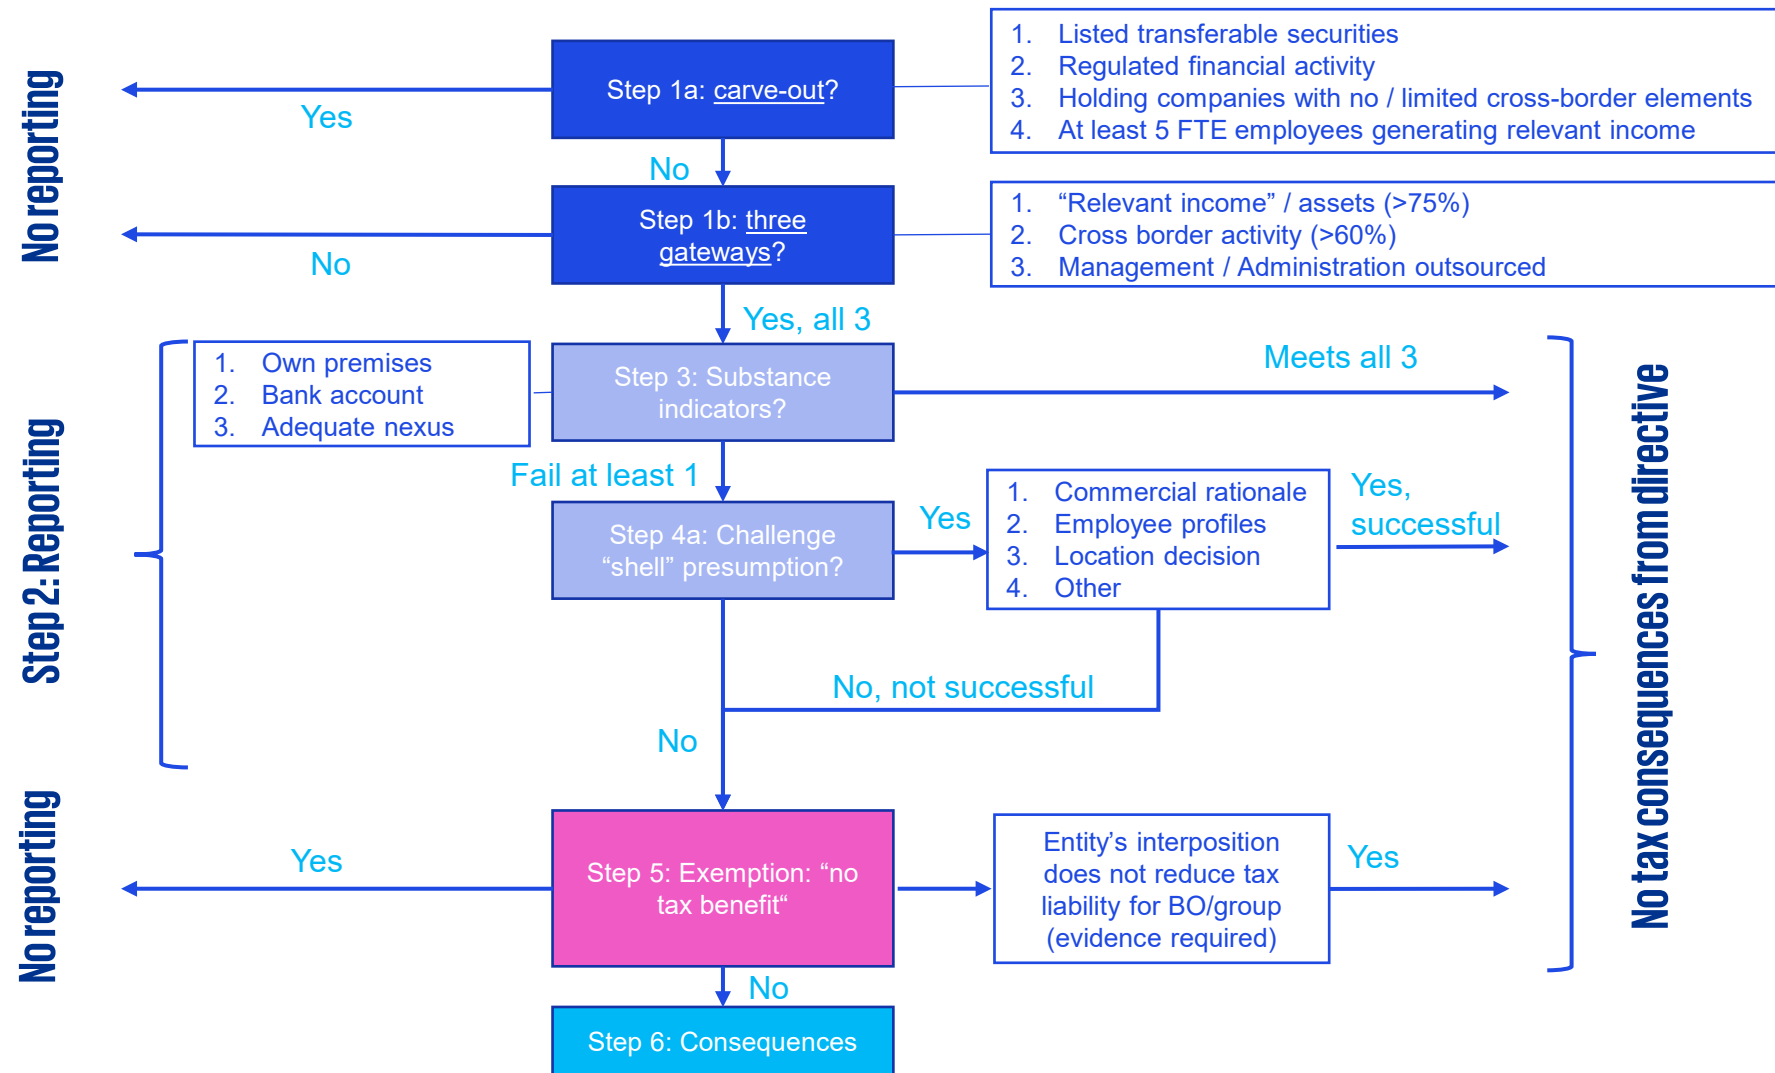 No reporting
Step 1a: carve-out?
Yes
1. Listed transferable securities
2. Regulated financial activity
3. Holding companies with no / limited cross-border elements
4. At least 5 FTE employees generating relevant income
No
Step 1b: three
gateways?
No
1. “Relevant income” / assets (>75%)
2. Cross border activity (>60%)
3. Management / Administration outsourced
Yes, all 3
Step 2: Reporting
1. Own premises
2. Bank account
3. Adequate nexus
Step 3: Substance
indicators?
Meets all 3
Fail at least 1
Step 4a: Challenge
“shell” presumption?
Yes
1. Commercial rationale
2. Employee profiles
3. Location decision
4. Other
Yes,
successful
No, not successful
No
No tax consequences from directive
No reporting
Yes
Step 5: Exemption: “no
tax benefit“
Entity’s interposition
does not reduce tax
liability for BO/group
(evidence required)
Yes
No
Step 6: Consequences